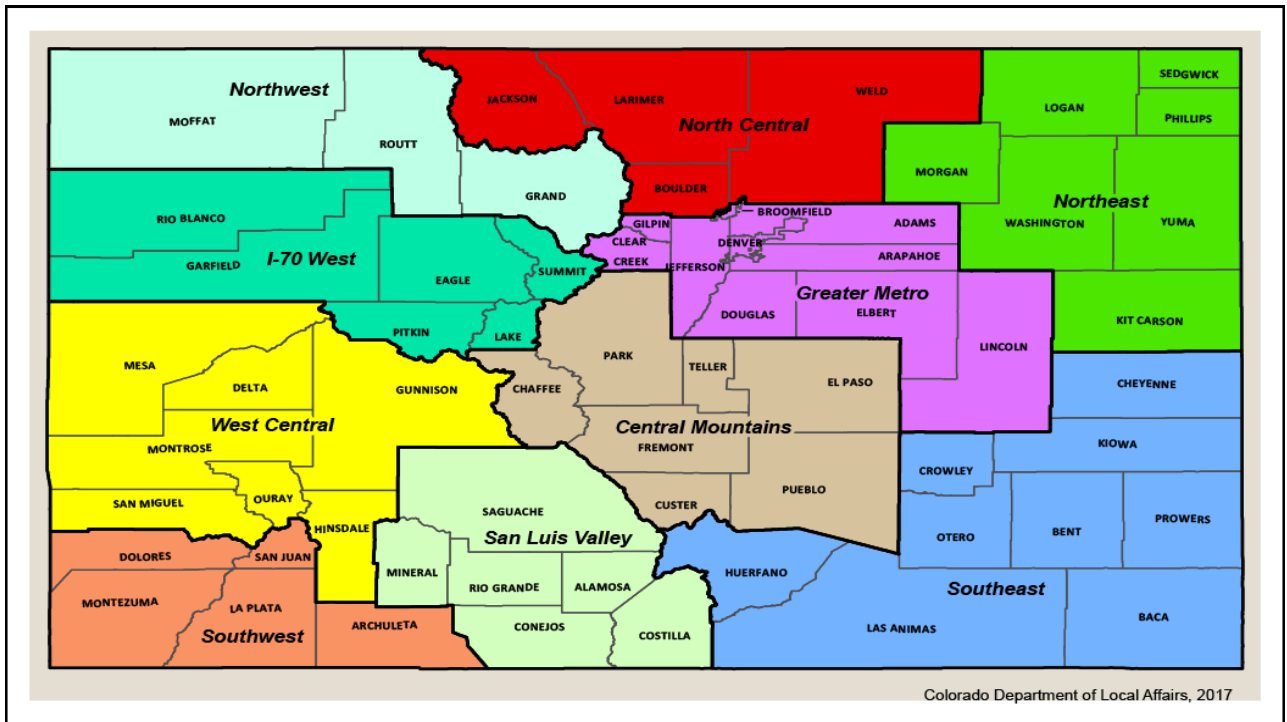 Northwest
MOFFAT
ROUTT
GRAND
JACKSON
LARIMER
WELD
North Central
BOULDER
LOGAN
SEDGWICK
PHILLIPS
MORGAN
Northeast
WASHINGTON
YUMA
KIT CARSON
RIO BLANCO
GARFIELD
I-70 West
EAGLE
SUMMIT
PITKIN
LAKE
GILPIN
CLEAR
CREEK
JEFFERSON
BROOMFIELD
DENVER
ADAMS
ARAPAHOE
Greater Metro
DOUGLAS
ELBERT
LINCOLN
MESA
DELTA
GUNNISON
West Central
MONTROSE
OURAY
SAN MIGUEL
HINSDALE
CHAFFEE
PARK
TELLER
EL PASO
Central Mountains
FREMONT
CUSTER
PUEBLO
CHEYENNE
KIOWA
CROWLEY
OTERO
BENT
PROWERS
HUERFANO
Southeast
LAS ANIMAS
BACA
SAGUACHE
San Luis Valley
MINERAL
RIO GRANDE
ALAMOSA
CONEJOS
COSTILLA
DOLORES
SAN JUAN
MONTEZUMA
LA PLATA
Southwest
ARCHULETA
Colorado Department of Local Affairs, 2017